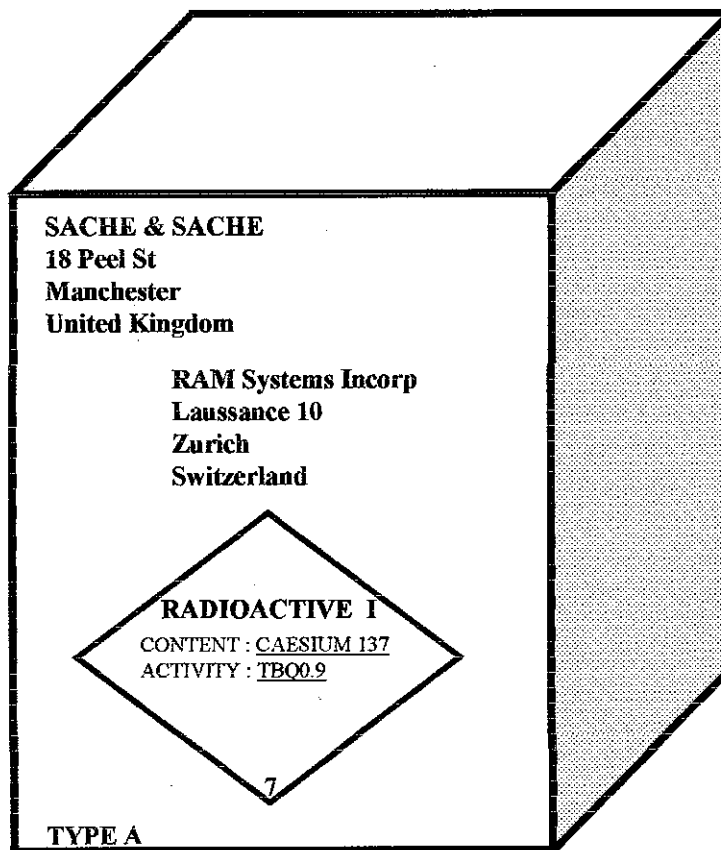 SACHE & SACHE
18 Peel St
Manchester
United Kingdom
RAM Systems Incorp
Laussance 10
Zurich
Switzerland
RADIOACTIVE I
CONTENT : CAESIUM 137
ACTIVITY : TBQ0.9
7
TYPE A